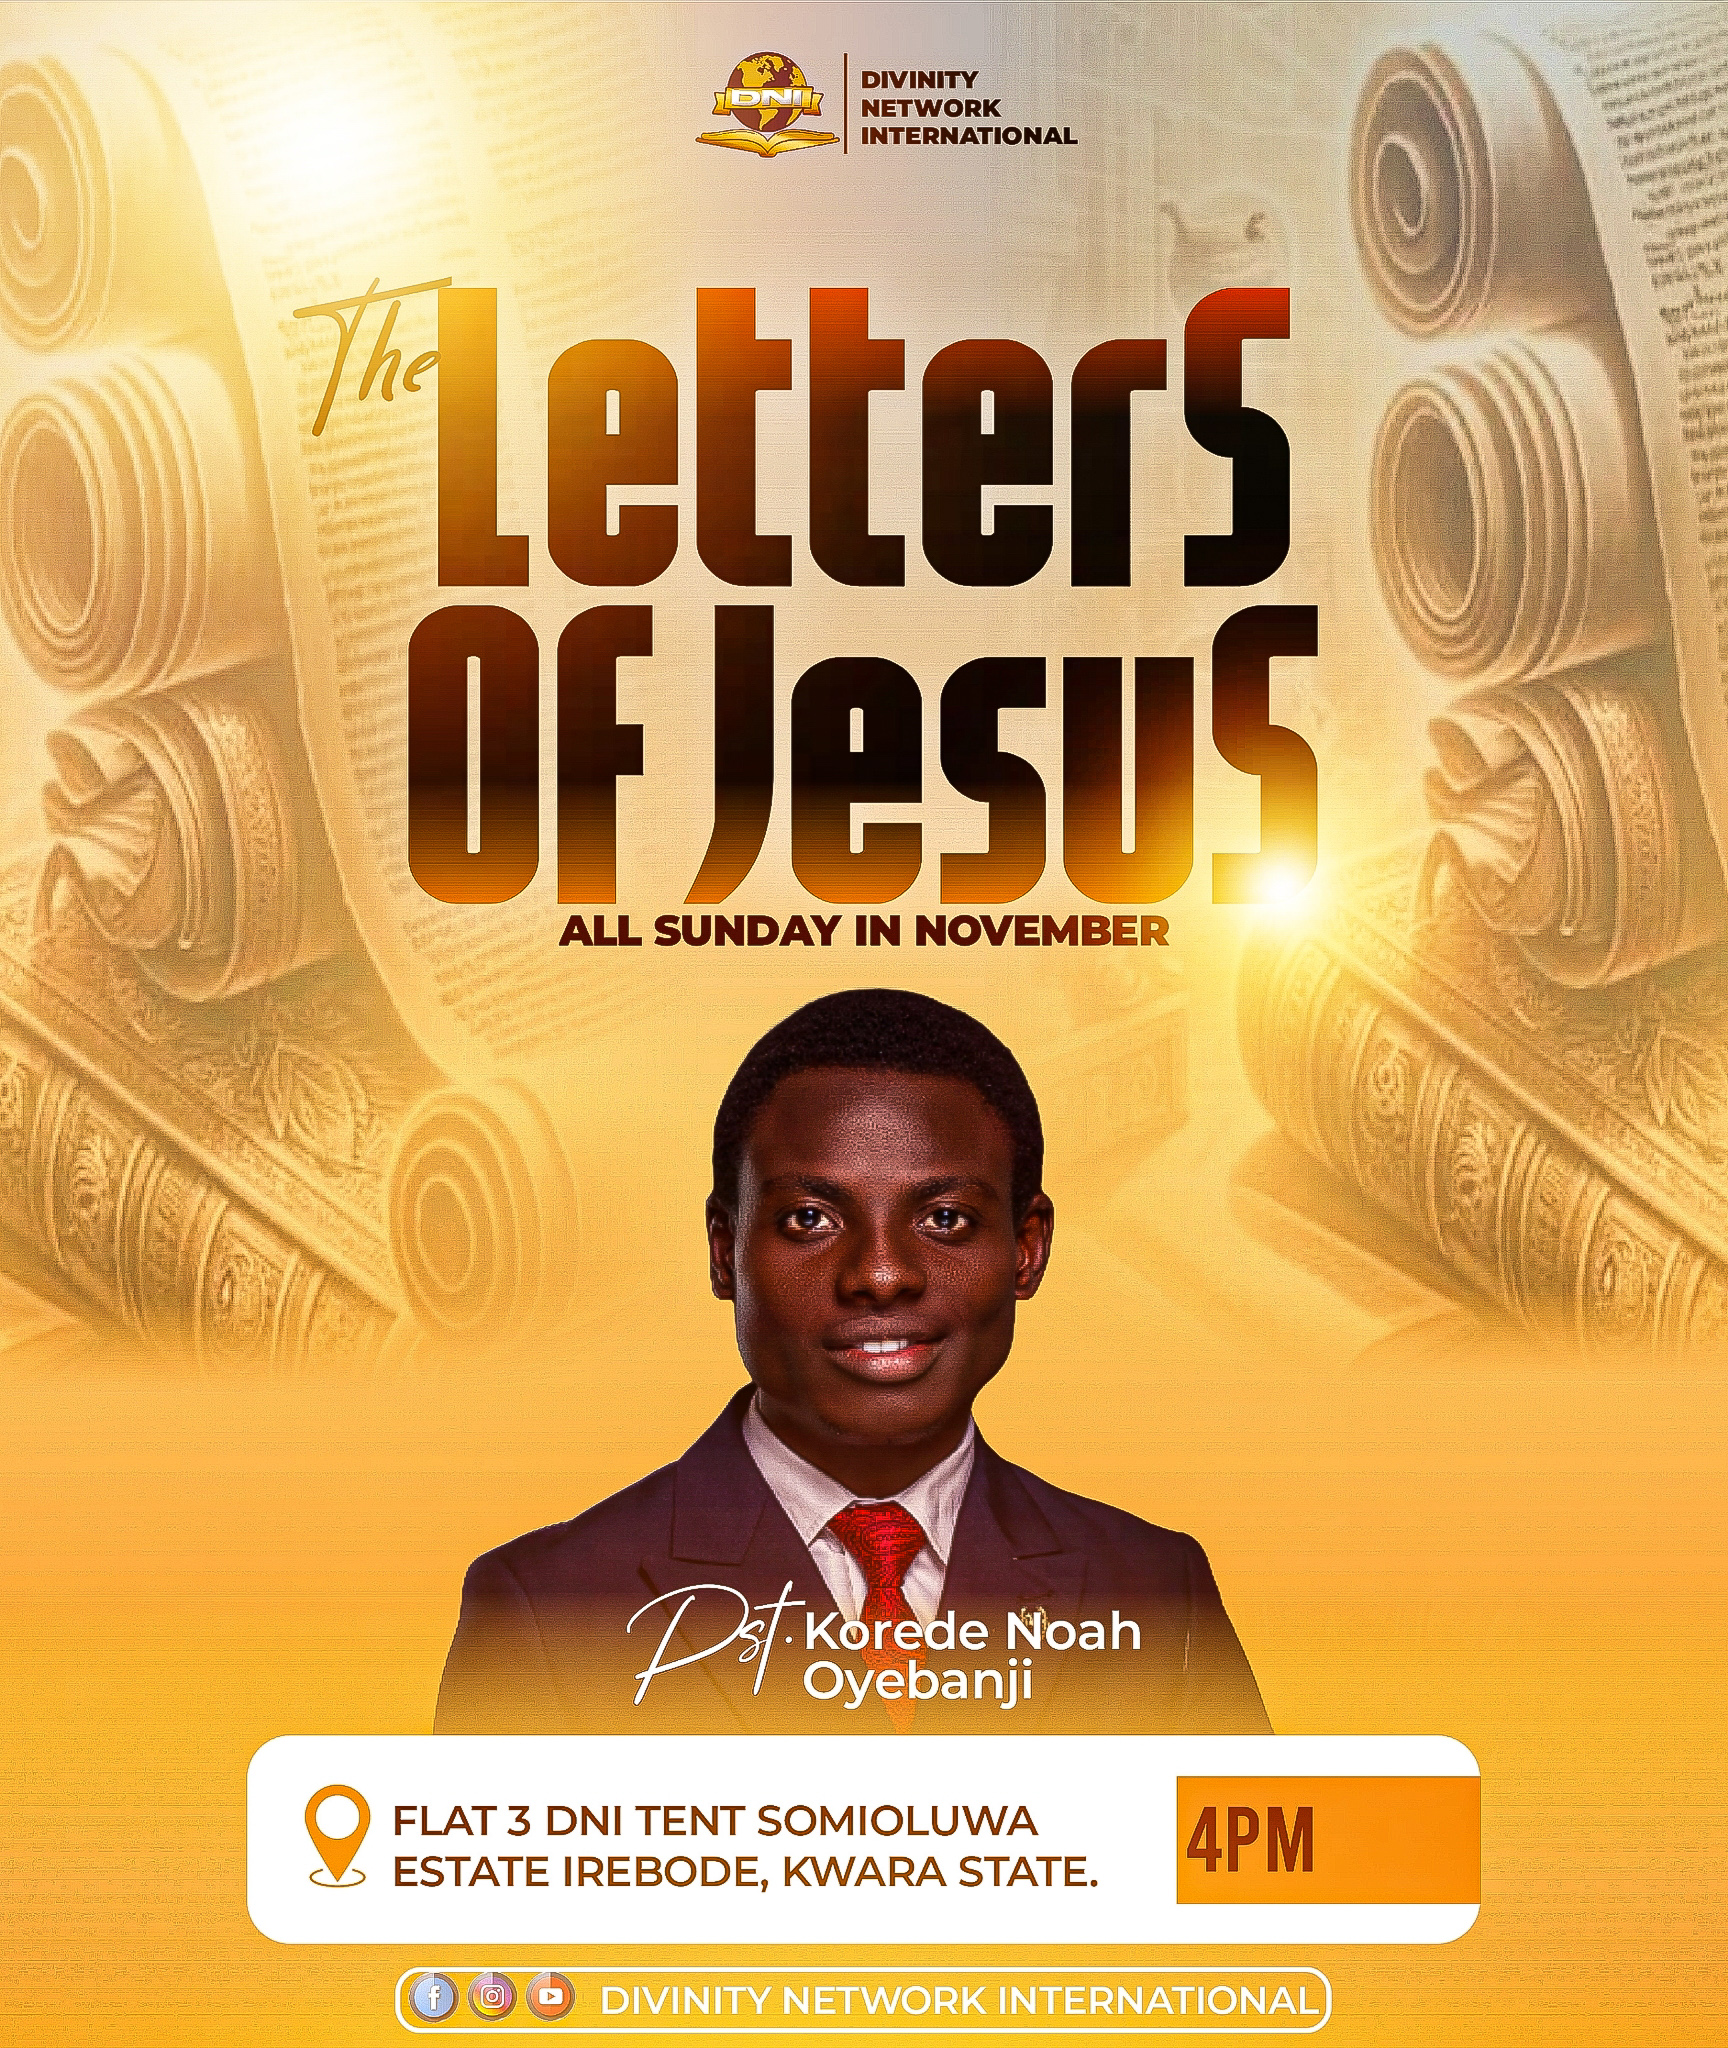 DNI
DIVINITY
NETWORK
INTERNATIONAL
The Letters
Of Jesus
ALL SUNDAY IN NOVEMBER
Pst. Korede Noah
Oyebanji
FLAT 3 DNI TENT SOMIOLUWA
ESTATE IREBODE, KWARA STATE.
4PM
DIVINITY NETWORK INTERNATIONAL